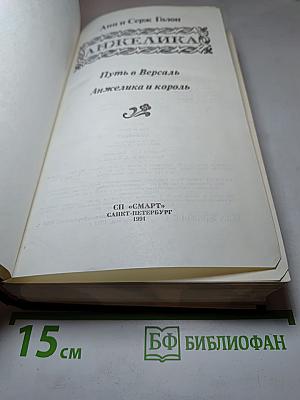 Анн и Серж Голон
АНЖЕЛИКА
Путь в Версаль
Анжелика и король
СП «СМАРТ»
САНКТ-ПЕТЕРБУРГ
1991
15 см
БФ БИБЛИОФАН